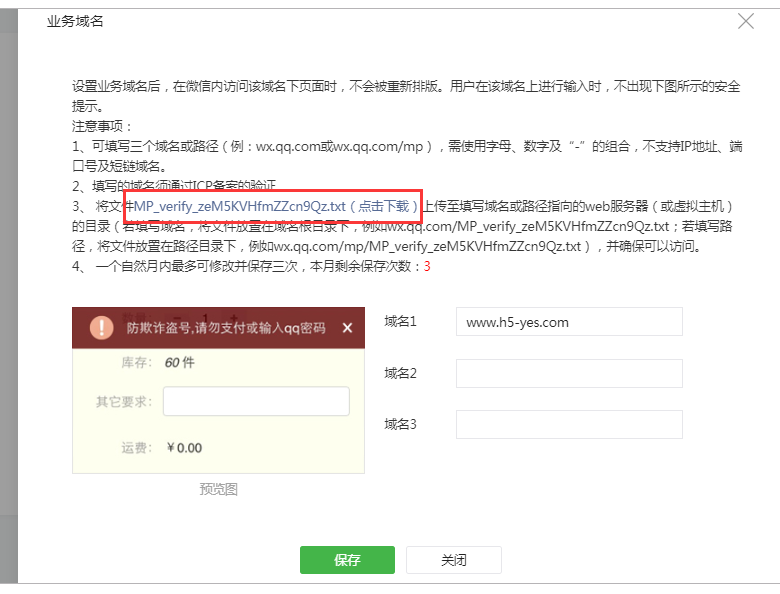 业务域名
设置业务域名后，在微信内访问该域名下页面时，不会被重新排版。用户在该域名上进行输入时，不出现下图所示的安全
提示。
注意事项：
1、可填写三个域名或路径（例：wx.qq.com或wx.qq.com/mp），需使用字母、数字及“-”的组合，不支持IP地址、端
口号及短链域名。
2、填写的域名须通过ICP备案的验证
3、 将文件MP_verify_zeM5KVHfmZZcn9Qz.txt（点击下载）上传至填写域名或路径指向的web服务器（或虚拟主机）
的目录（若填写域名，将文件放置在域名根目录下，例如wx.qq.com/MP_verify_zeM5KVHfmZZcn9Qz.txt；若填写路
径，将文件放置在路径目录下，例如wx.qq.com/mp/MP_verify_zeM5KVHfmZZcn9Qz.txt），并确保可以访问。
4、 一个自然月内最多可修改并保存三次，本月剩余保存次数：3
数量： － 1 +
防欺诈盗号,请勿支付或输入qq密码
库存： 60 件
其它要求：
运费： ￥0.00
预览图
域名1 www.h5-yes.com
域名2
域名3
保存 关闭